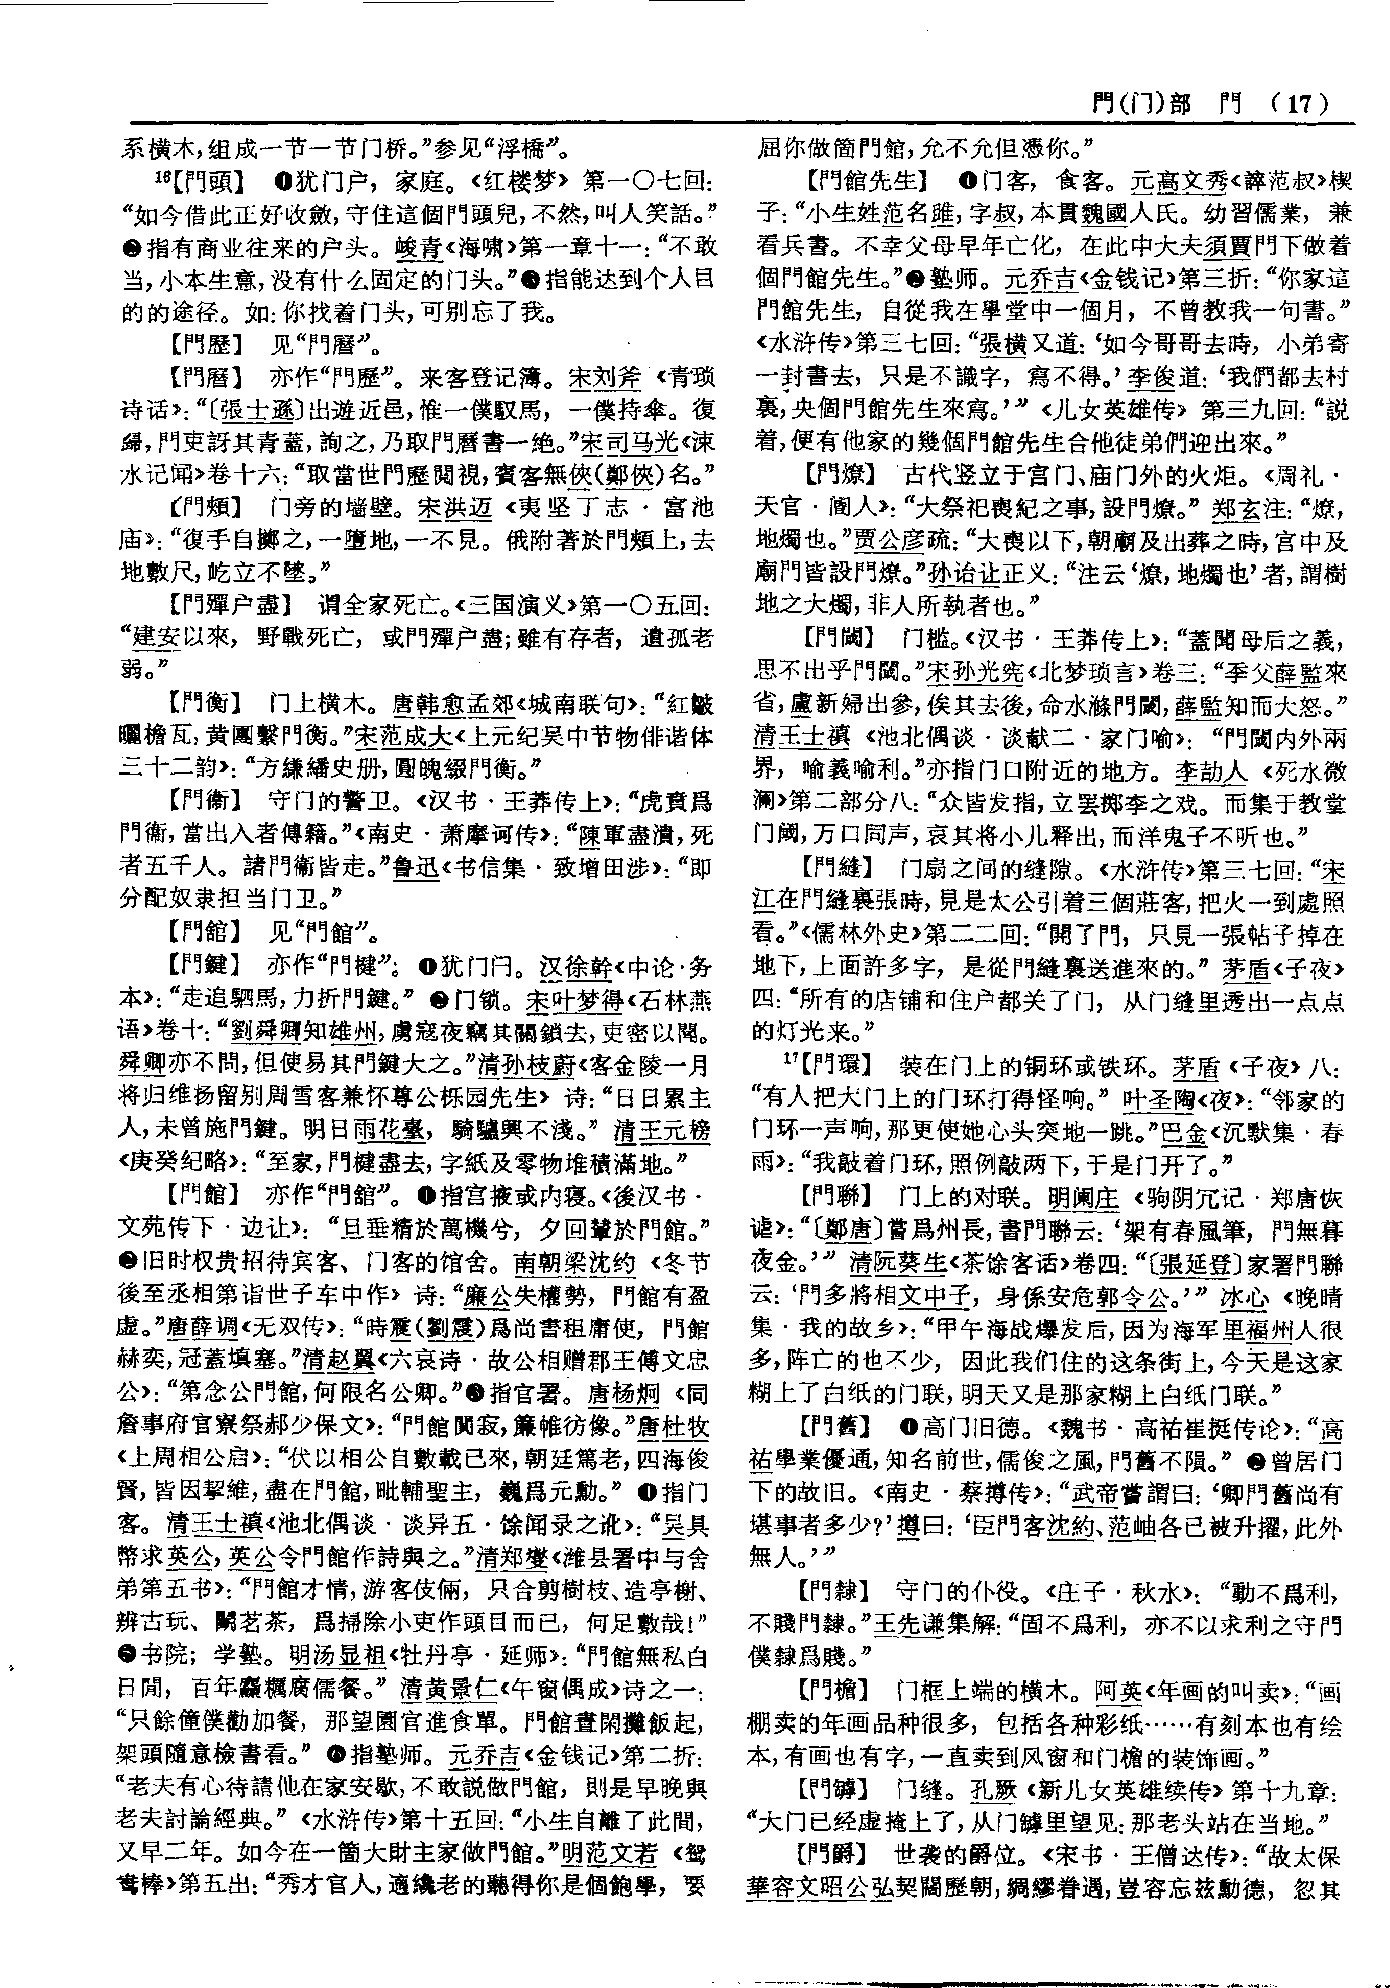 門(门)部　門　(17)
系横木,组成一节一节门桥。”参见“浮橋”。
16【門頭】　❶犹门户，家庭。《红楼梦》第一〇七回：
“如今借此正好收斂,守住這個門頭兒,不然,叫人笑話。”
❷指有商业往来的户头。峻青《海啸》第一章十一：“不敢
当,小本生意,没有什么固定的门头。”❸指能达到个人目
的的途径。如:你找着门头,可别忘了我。
【門歷】　见“門曆”。
【門曆】　亦作“門歷”。来客登记簿。宋刘斧《青琐
诗话》：“〔張士遜〕出遊近邑,惟一僕馭馬，一僕持傘。復
歸,門吏訝其青蓋,詢之,乃取門曆書一绝。”宋司马光《涑
水记闻》卷十六：“取當世門歷閲視,賓客無俠(鄭俠)名。”
〔門頰】　门旁的墙壁。宋洪迈《夷坚丁志·富池
庙》：“復手自擲之,一墮地,一不見。俄附著於門頰上,去
地數尺,屹立不墜。”
【門殫户盡】　谓全家死亡。《三国演义》第一〇五回：
“建安以來，野戰死亡，或門殫户盡;雖有存者，遺孤老
弱。”
【門衡】　门上横木。唐韩愈孟郊《城南联句》：“紅皺
曬檐瓦,黄團繫門衡。”宋范成大《上元纪吴中节物俳谐体
三十二韵》：“方縑繙史册,圓魄綴門衡。”
【門衛】　守门的警卫。《汉书·王莽传上》：“虎賁爲
門衛,當出入者傅籍。”《南史·萧摩诃传》：“陳軍盡潰,死
者五千人。諸門衛皆走。”鲁迅《书信集·致增田涉》：“即
分配奴隶担当门卫。”
【門舘】　见“門館”。
【門鍵】　亦作“門楗”。❶犹门闩。汉徐幹《中论·务
本》：“走追駟馬,力折門鍵。”❷门锁。宋叶梦得《石林燕
语》卷十：“劉舜卿知雄州,虜寇夜竊其關鎖去,吏密以聞。
舜卿亦不問,但使易其門鍵大之。”清孙枝蔚《客金陵一月
将归维扬留别周雪客兼怀尊公栎园先生》诗：“日日累主
人,未曾施門鍵。明日雨花臺，騎驢興不淺。”清王元榜
《庚癸纪略》：“至家,門楗盡去,字紙及零物堆積滿地。”
【門館】　亦作“門舘”。❶指宫掖或内寝。《後汉书·
文苑传下·边让》：“旦垂精於萬機兮，夕回輦於門館。”
❷旧时权贵招待宾客、门客的馆舍。南朝梁沈约《冬节
後至丞相第诣世子车中作》诗：“廉公失權勢，門館有盈
虚。”唐薛调《无双传》：“時震(劉震)爲尚書租庸使，門館
赫奕,冠蓋填塞。”清赵翼《六哀诗·故公相赠郡王傅文忠
公》：“第念公門館,何限名公卿。”❸指官署。唐杨炯《同
詹事府官寮祭郝少保文》：“門館閴寂,簾帷彷像。”唐杜牧
《上周相公启》：“伏以相公自數載已來,朝廷篤老,四海俊
賢,皆因挈維,盡在門館,毗輔聖主，巍爲元勳。”❹指门
客。清王士禛《池北偶谈·谈异五·馀闻录之讹》：“吴具
幣求英公,英公令門館作詩與之。”清郑燮《潍县署中与舍
弟第五书》：“門館才情,游客伎倆，只合剪樹枝、造亭榭、
辨古玩、鬭茗茶，爲掃除小吏作頭目而已，何足數哉!”
❺书院；学塾。明汤显祖《牡丹亭·延师》：“門館無私白
日閒，百年麤糲腐儒餐。”清黄景仁《午窗偶成》诗之一：
“只餘僮僕勸加餐，那望園官進食單。門館晝閑攤飯起,
架頭隨意檢書看。”❻指塾师。元乔吉《金钱记》第二折：
“老夫有心待請他在家安歇,不敢説做門館，則是早晚與
老夫討論經典。”《水浒传》第十五回：“小生自離了此間，
又早二年。如今在一箇大財主家做門館。”明范文若《鸳
鸯棒》第五出：“秀才官人,適纔老的聽得你是個飽學，要
屈你做箇門館,允不允但憑你。”
【門館先生】　❶门客，食客。元高文秀《誶范叔》楔
子：“小生姓范名雎,字叔,本貫魏國人氏。幼習儒業，兼
看兵書。不幸父母早年亡化，在此中大夫須賈門下做着
個門館先生。”❷塾师。元乔吉《金钱记》第三折：“你家這
門館先生，自從我在學堂中一個月，不曾教我一句書。”
《水浒传》第三七回：“張横又道：‘如今哥哥去時，小弟寄
一封書去，只是不識字，寫不得。’李俊道：‘我們都去村
裏,央個門館先生來寫。’”《儿女英雄传》第三九回：“説
着,便有他家的幾個門館先生合他徒弟們迎出來。”
【門燎】　古代竖立于宫门、庙门外的火炬。《周礼·
天官·阍人》：“大祭祀喪紀之事,設門燎。”郑玄注：“燎,
地燭也。”贾公彦疏：“大喪以下,朝廟及出葬之時,宫中及
廟門皆設門燎。”孙诒让正义：“注云‘燎,地燭也’者,謂樹
地之大燭,非人所執者也。”
【門閾】　门槛。《汉书·王莽传上》：“蓋聞母后之義,
思不出乎門閾。”宋孙光宪《北梦琐言》卷三：“季父薛監來
省,盧新婦出參,俟其去後,命水滌門閾,薛監知而大怒。”
清王士禛《池北偶谈·谈献二·家门喻》：“門閾内外兩
界，喻義喻利。”亦指门口附近的地方。李劼人《死水微
澜》第二部分八：“众皆发指,立罢掷李之戏。而集于教堂
门阈,万口同声,哀其将小儿释出,而洋鬼子不听也。”
【門縫】　门扇之间的缝隙。《水浒传》第三七回：“宋
江在門縫裏張時,見是太公引着三個莊客,把火一到處照
看。”《儒林外史》第二二回：“開了門，只見一張帖子掉在
地下,上面許多字，是從門縫裏送進來的。”茅盾《子夜》
四：“所有的店铺和住户都关了门，从门缝里透出一点点
的灯光来。”
17【門環】　装在门上的铜环或铁环。茅盾《子夜》八：
“有人把大门上的门环打得怪响。”叶圣陶《夜》：“邻家的
门环一声响,那更使她心头突地一跳。”巴金《沉默集·春
雨》：“我敲着门环,照例敲两下,于是门开了。”
【門聯】　门上的对联。明阑庄《驹阴冗记·郑唐恢
谑》：“〔鄭唐〕嘗爲州長,書門聯云：‘架有春風筆，門無暮
夜金。’”清阮葵生《茶馀客话》卷四：“〔張延登〕家署門聯
云：‘門多將相文中子，身係安危郭令公。’”冰心《晚晴
集·我的故乡》：“甲午海战爆发后,因为海军里福州人很
多,阵亡的也不少，因此我们住的这条街上,今天是这家
糊上了白纸的门联,明天又是那家糊上白纸门联。”
【門舊】　❶高门旧德。《魏书·高祐崔挺传论》：“高
祐學業優通,知名前世,儒俊之風,門舊不隕。”❷曾居门
下的故旧。《南史·蔡撙传》：“武帝嘗謂曰：‘卿門舊尚有
堪事者多少?’撙曰：‘臣門客沈約、范岫各已被升擢,此外
無人。’”
【門隸】　守门的仆役。《庄子·秋水》：“動不爲利，
不賤門隸。”王先谦集解：“固不爲利，亦不以求利之守門
僕隸爲賤。”
【門檐】　门框上端的横木。阿英《年画的叫卖》：“画
棚卖的年画品种很多，包括各种彩纸……有刻本也有绘
本,有画也有字,一直卖到风窗和门檐的装饰画。”
【門罅】　门缝。孔厥《新儿女英雄续传》第十九章：
“大门已经虚掩上了,从门罅里望见:那老头站在当地。”
【門爵】　世袭的爵位。《宋书·王僧达传》：“故太保
華容文昭公弘契闊歷朝,綢繆眷遇,豈容忘兹勳德，忽其